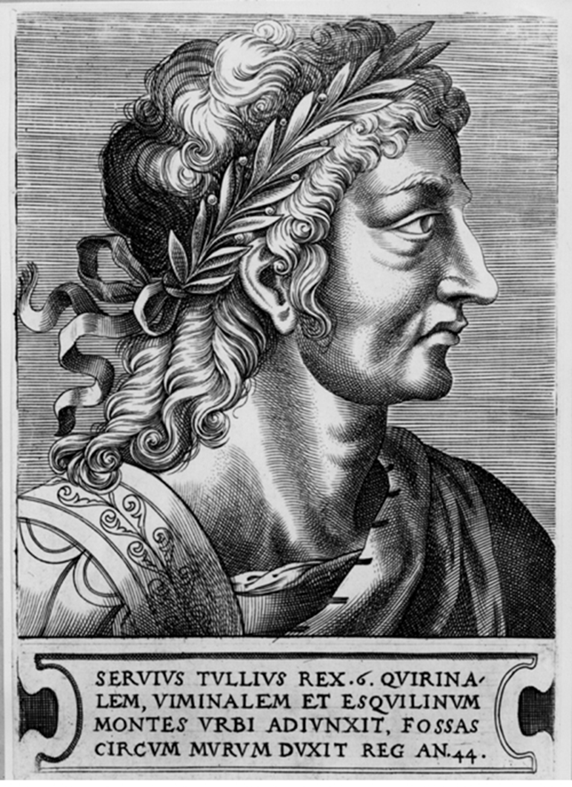 SERVIVS TVLLIVS REX.6. QVIRINA-
LEM, VIMINALEM ET ESQVILINVM
MONTES VRBI ADIVNXIT, FOSSAS
CIRCVM MVRVM DVXIT REG AN.44.